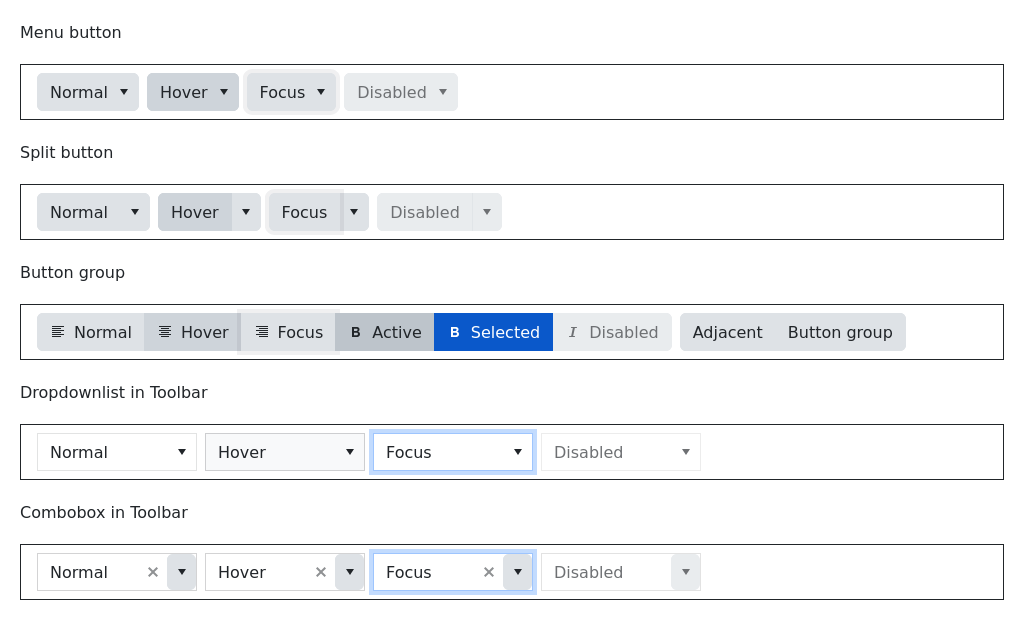 Menu button
Normal Hover Focus Disabled
Split button
Normal Hover Focus Disabled
Button group
Normal Hover Focus B Active B Selected I Disabled Adjacent Button group
Dropdownlist in Toolbar
Normal Hover Focus Disabled
Combobox in Toolbar
Normal Hover Focus Disabled